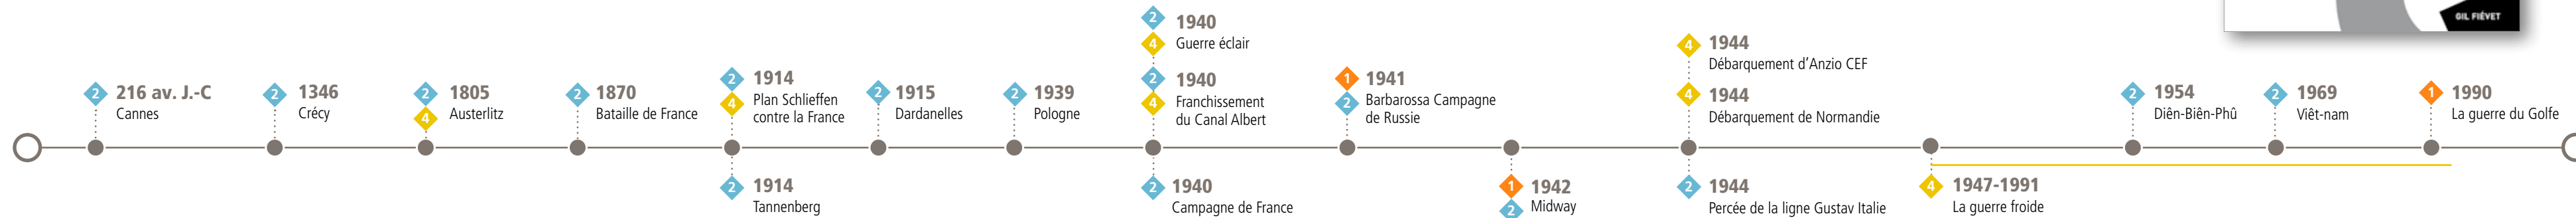 GIL FIÉVET
2
216 av. J.-C
Cannes
2
1346
Crécy
2
4
1805
Austerlitz
2
1870
Bataille de France
2
4
1914
Plan Schlieffen
contre la France
2
1914
Tannenberg
2
1915
Dardanelles
2
1939
Pologne
2
4
1940
Guerre éclair
2
4
1940
Franchissement
du Canal Albert
2
1940
Campagne de France
1
2
1941
Barbarossa Campagne
de Russie
1
2
1942
Midway
4
1944
Débarquement d'Anzio CEF
4
1944
Débarquement de Normandie
2
1944
Percée de la ligne Gustav Italie
4
1947-1991
La guerre froide
2
1954
Diên-Biên-Phû
2
1969
Viêt-nam
1
1990
La guerre du Golfe